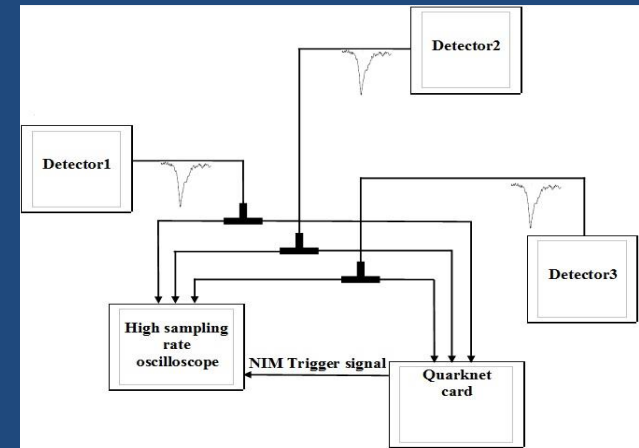 Detector2
Detector1
Detector3
High sampling
rate
oscilloscope
NIM Trigger signal
Quarknet
card